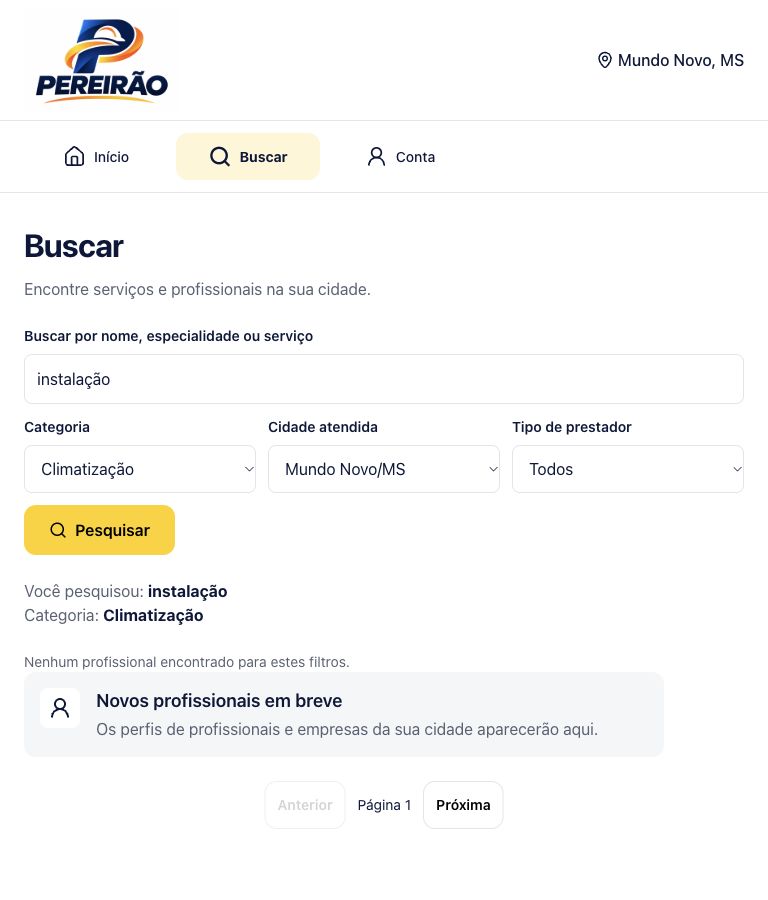 PEREIRÃO
Mundo Novo, MS
Início
Buscar
Conta
Buscar
Encontre serviços e profissionais na sua cidade.
Buscar por nome, especialidade ou serviço
instalação
Categoria
Cidade atendida
Tipo de prestador
Climatização
Mundo Novo/MS
Todos
Pesquisar
Você pesquisou: instalação
Categoria: Climatização
Nenhum profissional encontrado para estes filtros.
Novos profissionais em breve
Os perfis de profissionais e empresas da sua cidade aparecerão aqui.
Anterior
Página 1
Próxima